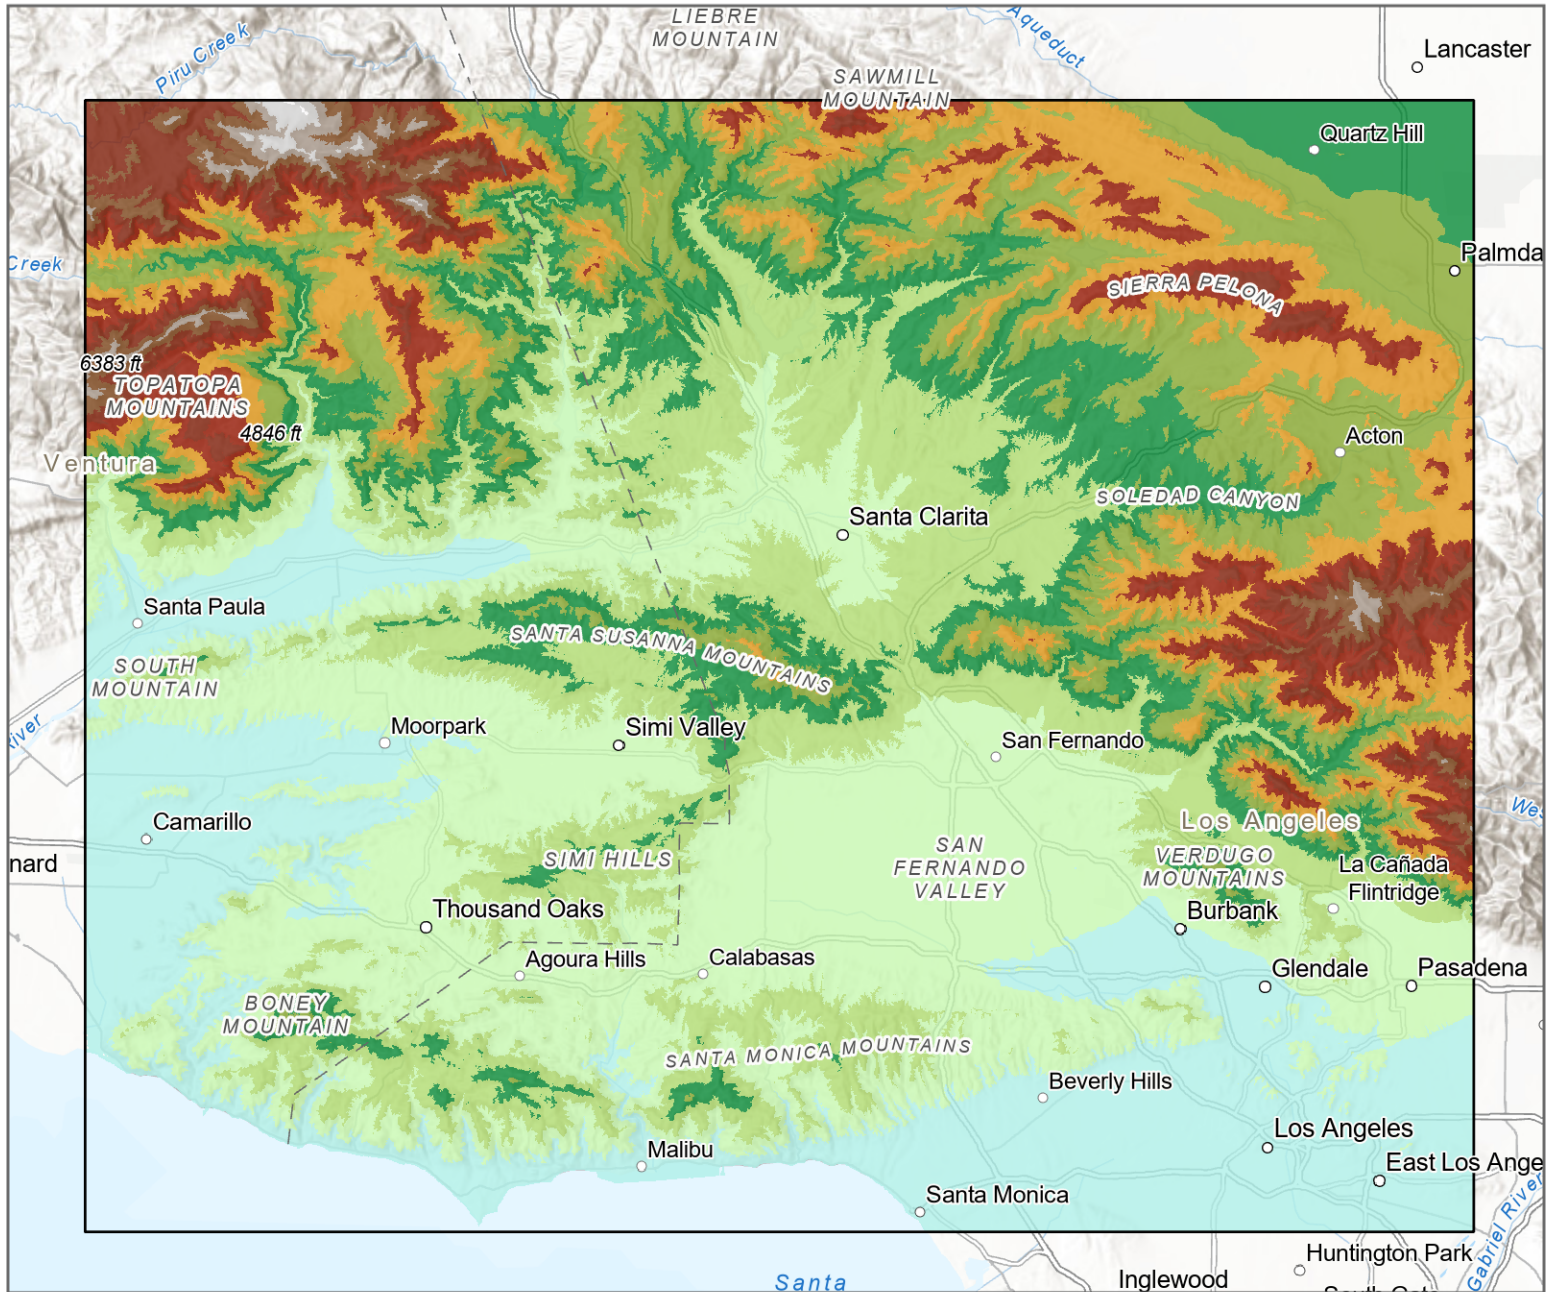 LIEBRE
MOUNTAIN
Aqueduct
Piru Creek
Lancaster
SAWMILL
MOUNTAIN
Quartz Hill
Creek
Palmda
SIERRA PELONA
6383 ft
TOPATOPA
MOUNTAINS
4846 ft
Acton
Ventura
SOLEDAD CANYON
Santa Clarita
Santa Paula
SANTA SUSANNA MOUNTAINS
SOUTH
MOUNTAIN
River
Moorpark
Simi Valley
San Fernando
Wes
Camarillo
Los Angeles
nard
SIMI HILLS
SAN
FERNANDO
VALLEY
VERDUGO
MOUNTAINS
La Cañada
Flintridge
Thousand Oaks
Burbank
Agoura Hills
Calabasas
Glendale
Pasadena
BONEY
MOUNTAIN
SANTA MONICA MOUNTAINS
Beverly Hills
Los Angeles
Malibu
East Los Ange
Santa Monica
Gabriel River
Huntington Park
Santa
Inglewood
South Gate